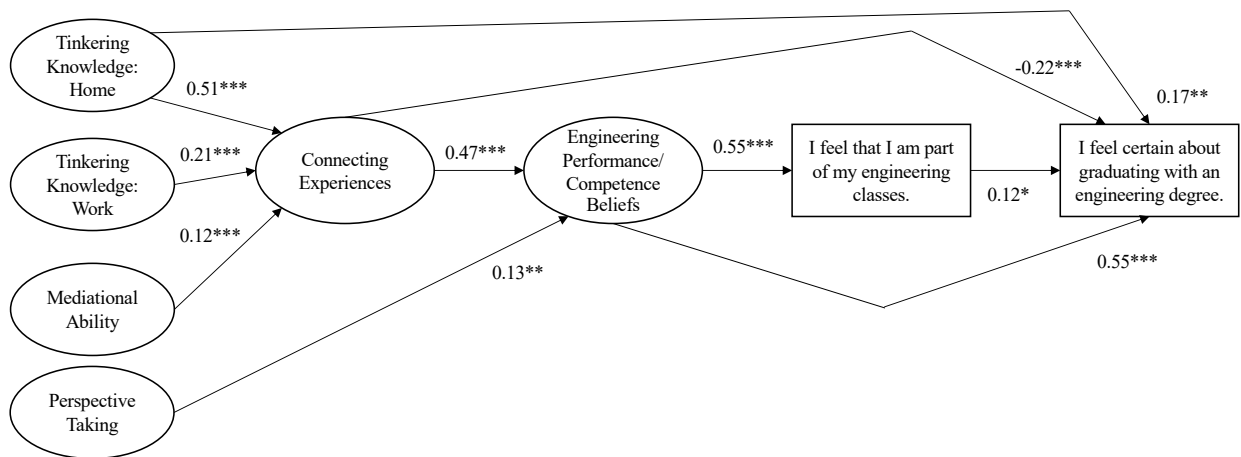 Tinkering
Knowledge:
Home
0.51***
Tinkering
Knowledge:
Work
0.21***
Mediational
Ability
0.12***
Perspective
Taking
0.13**
Connecting
Experiences
0.47***
Engineering
Performance/
Competence
Beliefs
0.55***
I feel that I am part
of my engineering
classes.
0.12*
-0.22***
0.17**
I feel certain about
graduating with an
engineering degree.
0.55***